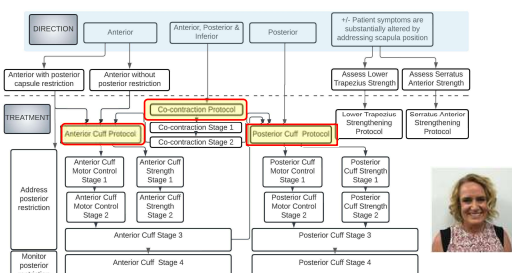 DIRECTION
Anterior
Anterior, Posterior &
Inferior
Posterior
+/- Patient symptoms are
substantially altered by
addressing scapula position
Anterior with posterior
capsule restriction
Anterior without
posterior restriction
Assess Lower
Trapezius Strength
Assess Serratus
Anterior Strength
TREATMENT
Co-contraction Protocol
Co-contraction Stage 1
Co-contraction Stage 2
Anterior Cuff Protocol
Posterior Cuff Protocol
Lower Trapezius
Strengthening
Protocol
Serratus Anterior
Strengthening
Protocol
Address
posterior
restriction
Anterior Cuff
Motor Control
Stage 1
Anterior Cuff
Strength
Stage 1
Posterior Cuff
Motor Control
Stage 1
Posterior
Cuff Strength
Stage 1
Anterior Cuff
Motor Control
Stage 2
Anterior Cuff
Strength
Stage 2
Posterior Cuff
Motor Control
Stage 2
Posterior
Cuff Strength
Stage 2
Anterior Cuff Stage 3
Posterior Cuff Stage 3
Monitor
posterior
Anterior Cuff Stage 4
Posterior Cuff Stage 4